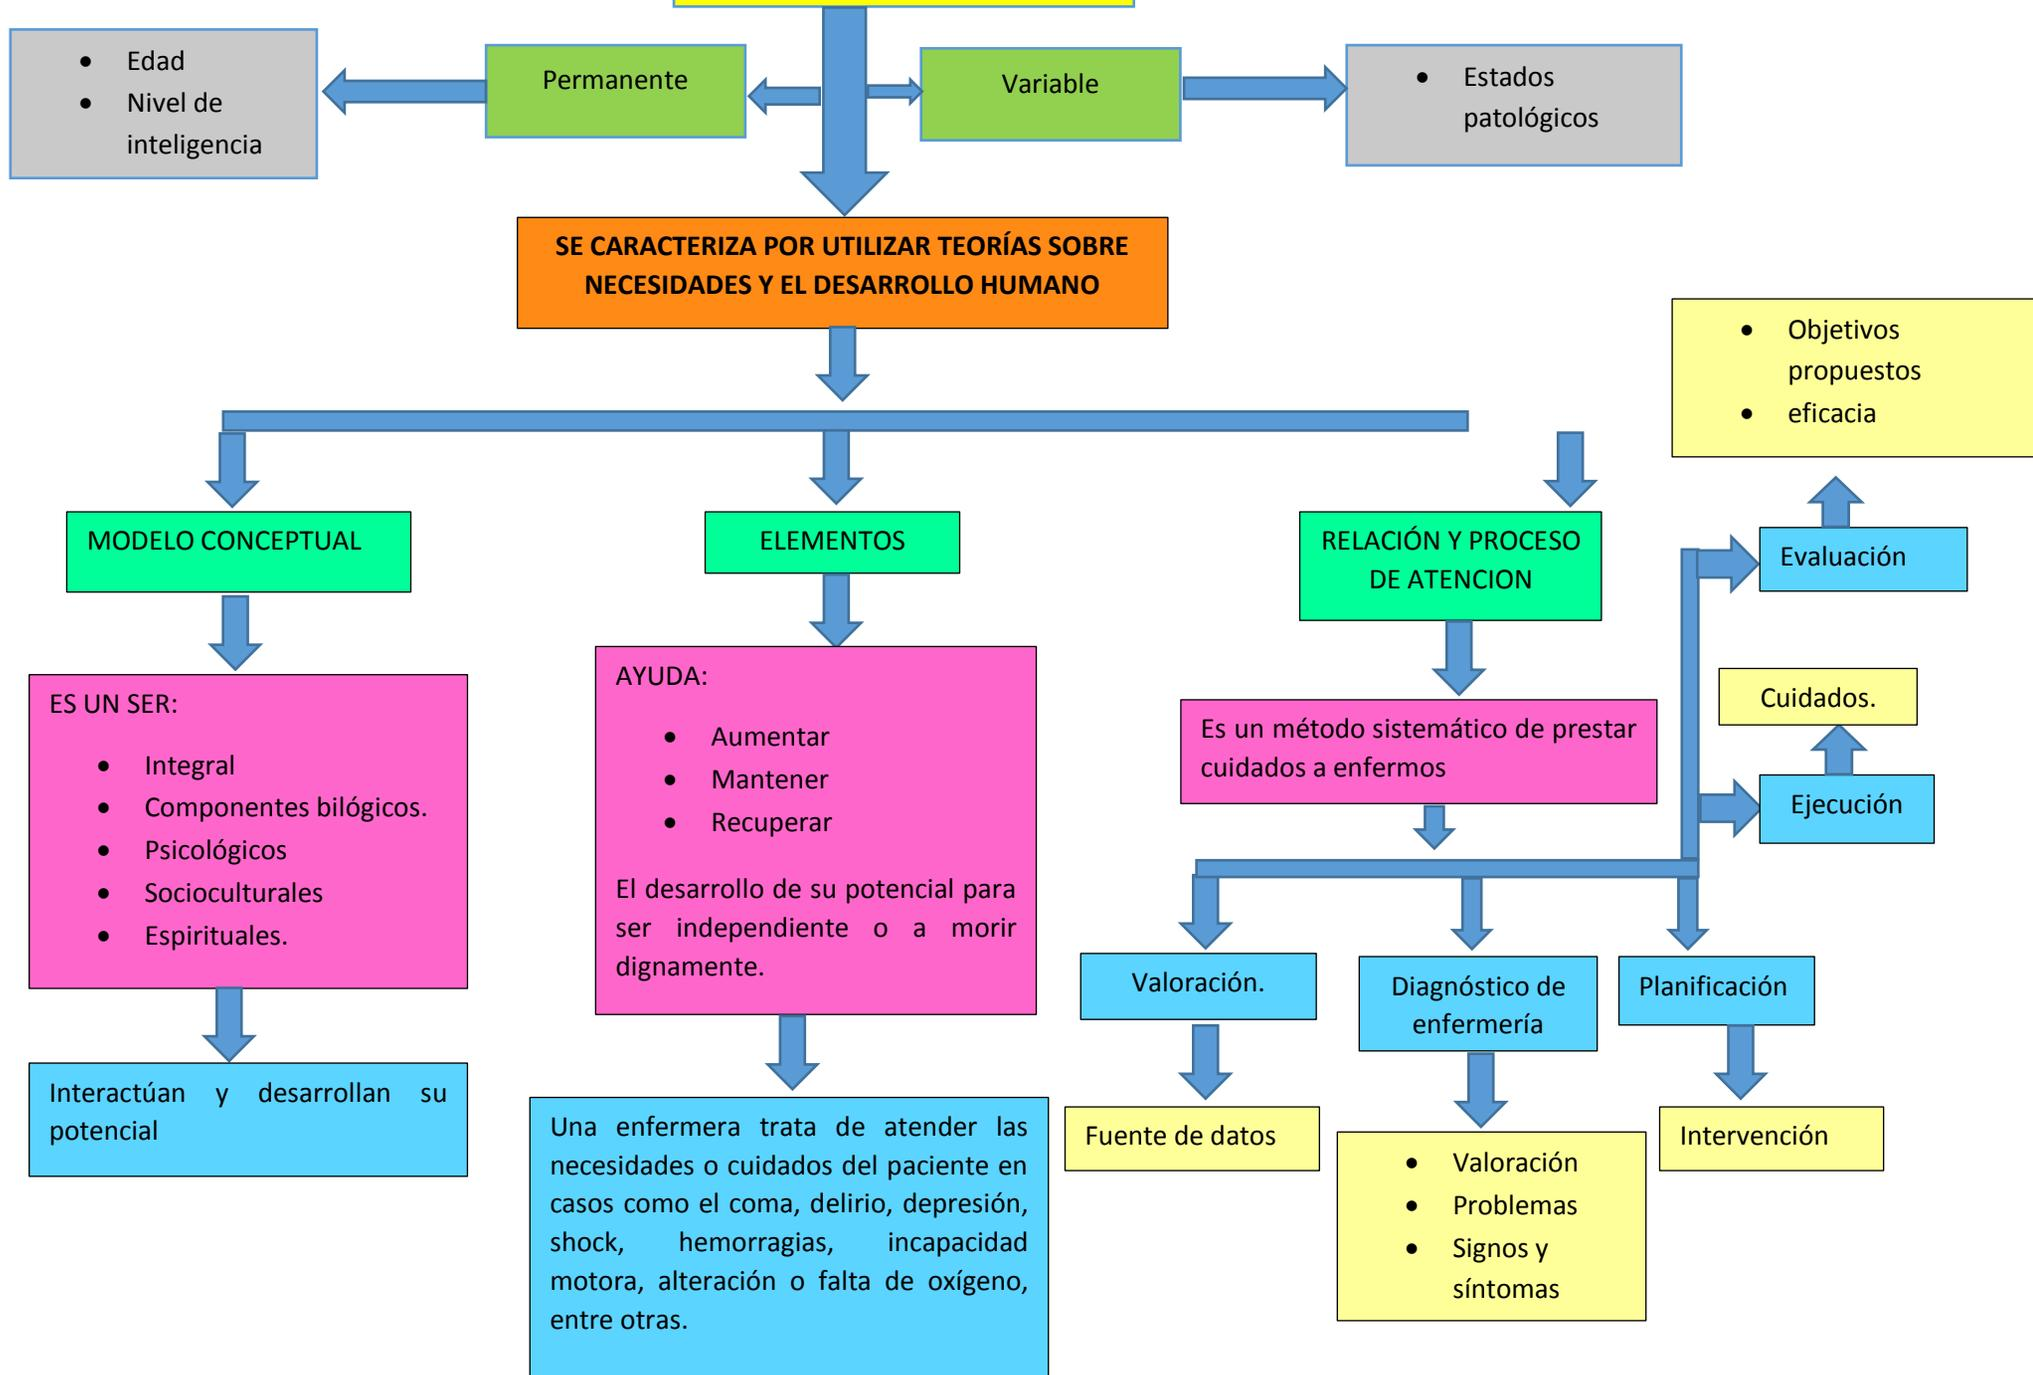 • Edad
• Nivel de
inteligencia
Permanente
Variable
• Estados
patológicos
SE CARACTERIZA POR UTILIZAR TEORÍAS SOBRE
NECESIDADES Y EL DESARROLLO HUMANO
• Objetivos
propuestos
• eficacia
MODELO CONCEPTUAL
ELEMENTOS
RELACIÓN Y PROCESO
DE ATENCION
Evaluación
ES UN SER:
• Integral
• Componentes bilógicos.
• Psicológicos
• Socioculturales
• Espirituales.
AYUDA:
• Aumentar
• Mantener
• Recuperar
El desarrollo de su potencial para
ser independiente o a morir
dignamente.
Es un método sistemático de prestar
cuidados a enfermos
Cuidados.
Ejecución
Valoración.
Diagnóstico de
enfermería
Planificación
Interactúan y desarrollan su
potencial
Una enfermera trata de atender las
necesidades o cuidados del paciente en
casos como el coma, delirio, depresión,
shock, hemorragias, incapacidad
motora, alteración o falta de oxígeno,
entre otras.
Fuente de datos
• Valoración
• Problemas
• Signos y
síntomas
Intervención